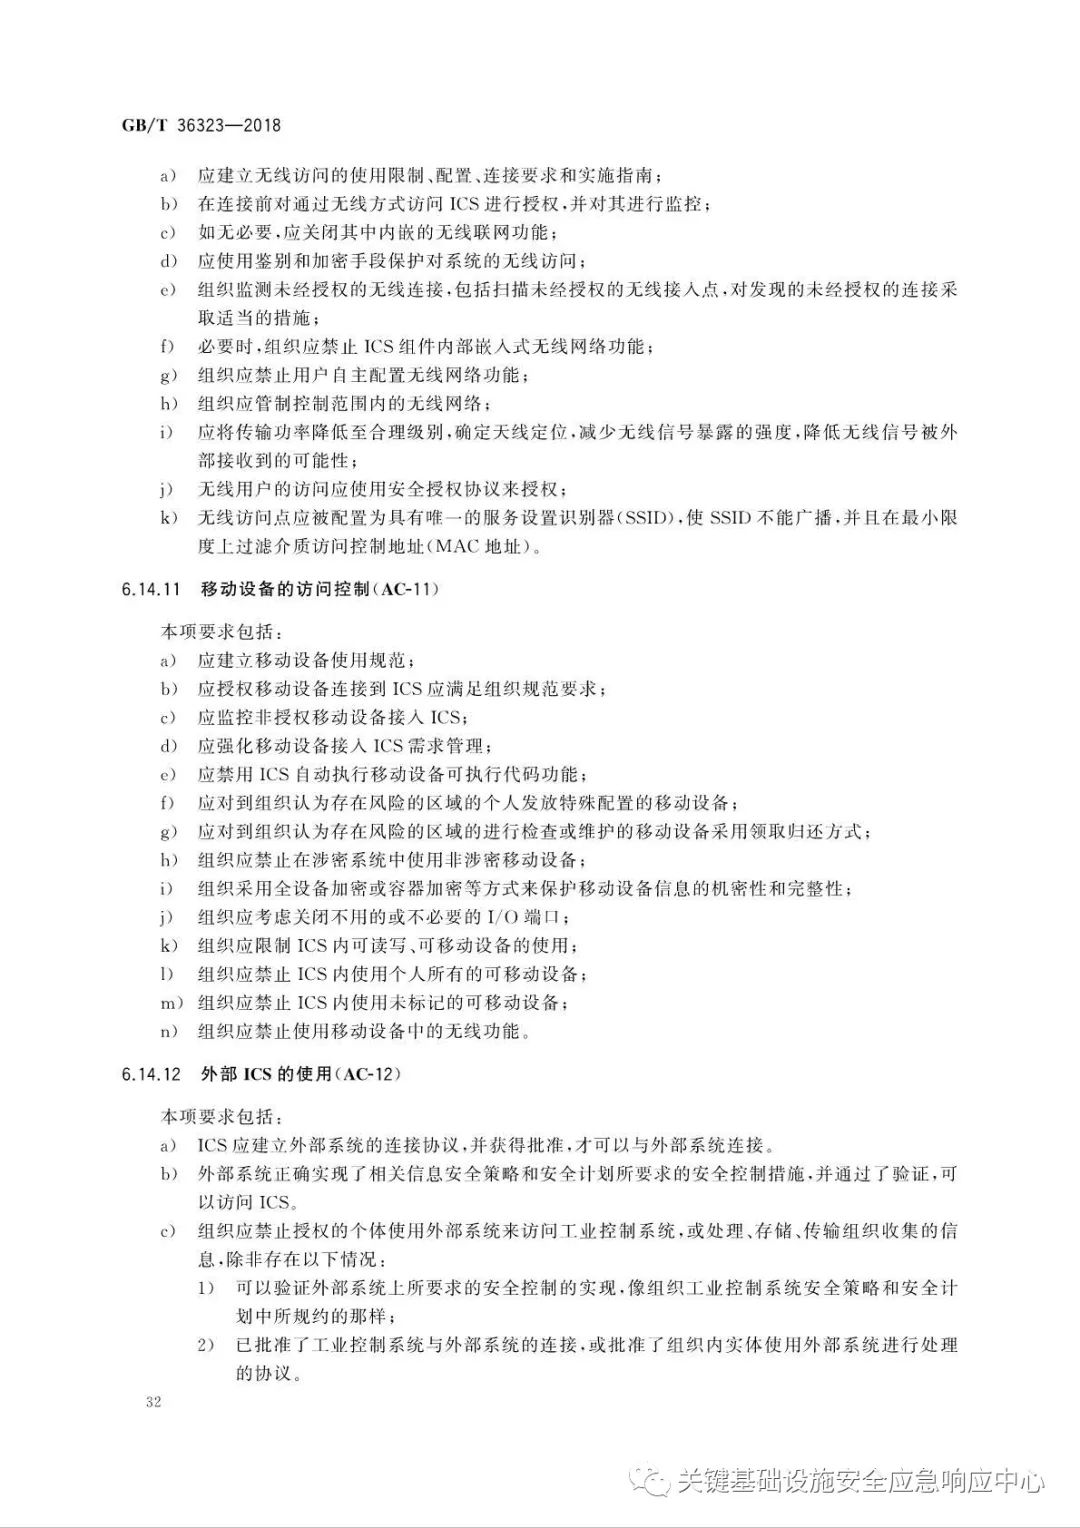 GB/T 36323—2018
a) 应建立无线访问的使用限制、配置、连接要求和实施指南；
b) 在连接前对通过无线方式访问 ICS 进行授权,并对其进行监控；
c) 如无必要,应关闭其中内嵌的无线联网功能；
d) 应使用鉴别和加密手段保护对系统的无线访问；
e) 组织监测未经授权的无线连接,包括扫描未经授权的无线接入点,对发现的未经授权的连接采
取适当的措施；
f) 必要时,组织应禁止 ICS 组件内部嵌入式无线网络功能；
g) 组织应禁止用户自主配置无线网络功能；
h) 组织应管制控制范围内的无线网络；
i) 应将传输功率降低至合理级别,确定天线定位,减少无线信号暴露的强度,降低无线信号被外
部接收到的可能性；
j) 无线用户的访问应使用安全授权协议来授权；
k) 无线访问点应被配置为具有唯一的服务设置识别器(SSID),使 SSID 不能广播,并且在最小限
度上过滤介质访问控制地址(MAC 地址)。
6.14.11 移动设备的访问控制(AC-11)
本项要求包括：
a) 应建立移动设备使用规范；
b) 应授权移动设备连接到 ICS 应满足组织规范要求；
c) 应监控非授权移动设备接入 ICS；
d) 应强化移动设备接入 ICS 需求管理；
e) 应禁用 ICS 自动执行移动设备可执行代码功能；
f) 应对到组织认为存在风险的区域的个人发放特殊配置的移动设备；
g) 应对到组织认为存在风险的区域的进行检查或维护的移动设备采用领取归还方式；
h) 组织应禁止在涉密系统中使用非涉密移动设备；
i) 组织采用全设备加密或容器加密等方式来保护移动设备信息的机密性和完整性；
j) 组织应考虑关闭不用的或不必要的 I/O 端口；
k) 组织应限制 ICS 内可读写、可移动设备的使用；
l) 组织应禁止 ICS 内使用个人所有的可移动设备；
m) 组织应禁止 ICS 内使用未标记的可移动设备；
n) 组织应禁止使用移动设备中的无线功能。
6.14.12 外部 ICS 的使用(AC-12)
本项要求包括：
a) ICS 应建立外部系统的连接协议,并获得批准,才可以与外部系统连接。
b) 外部系统正确实现了相关信息安全策略和安全计划所要求的安全控制措施,并通过了验证,可
以访问 ICS。
c) 组织应禁止授权的个体使用外部系统来访问工业控制系统,或处理、存储、传输组织收集的信
息,除非存在以下情况：
1) 可以验证外部系统上所要求的安全控制的实现,像组织工业控制系统安全策略和安全计
划中所规约的那样；
2) 已批准了工业控制系统与外部系统的连接,或批准了组织内实体使用外部系统进行处理
的协议。
32
关键基础设施安全应急响应中心